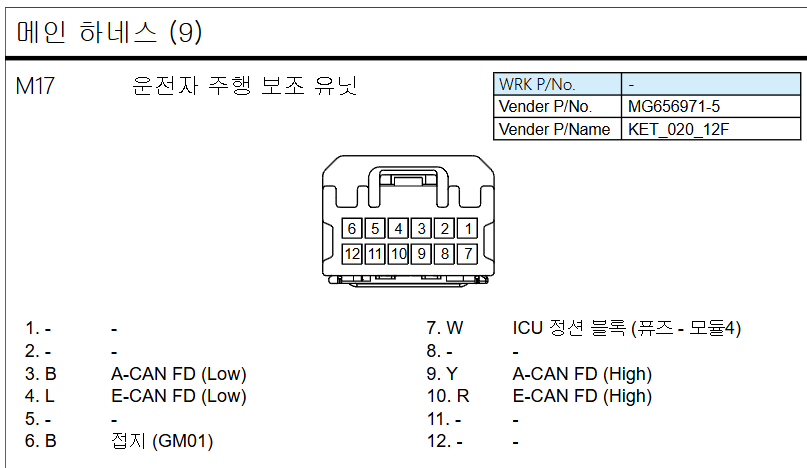 메인 하네스 (9)
M17 운전자 주행 보조 유닛
WRK P/No. -
Vender P/No. MG656971-5
Vender P/Name KET_020_12F
6 5 4 3 2 1
12 11 10 9 8 7
1. - -
2. - -
3. B A-CAN FD (Low)
4. L E-CAN FD (Low)
5. - -
6. B 접지 (GM01)
7. W ICU 정션 블록 (퓨즈 - 모듈4)
8. - -
9. Y A-CAN FD (High)
10. R E-CAN FD (High)
11. - -
12. - -